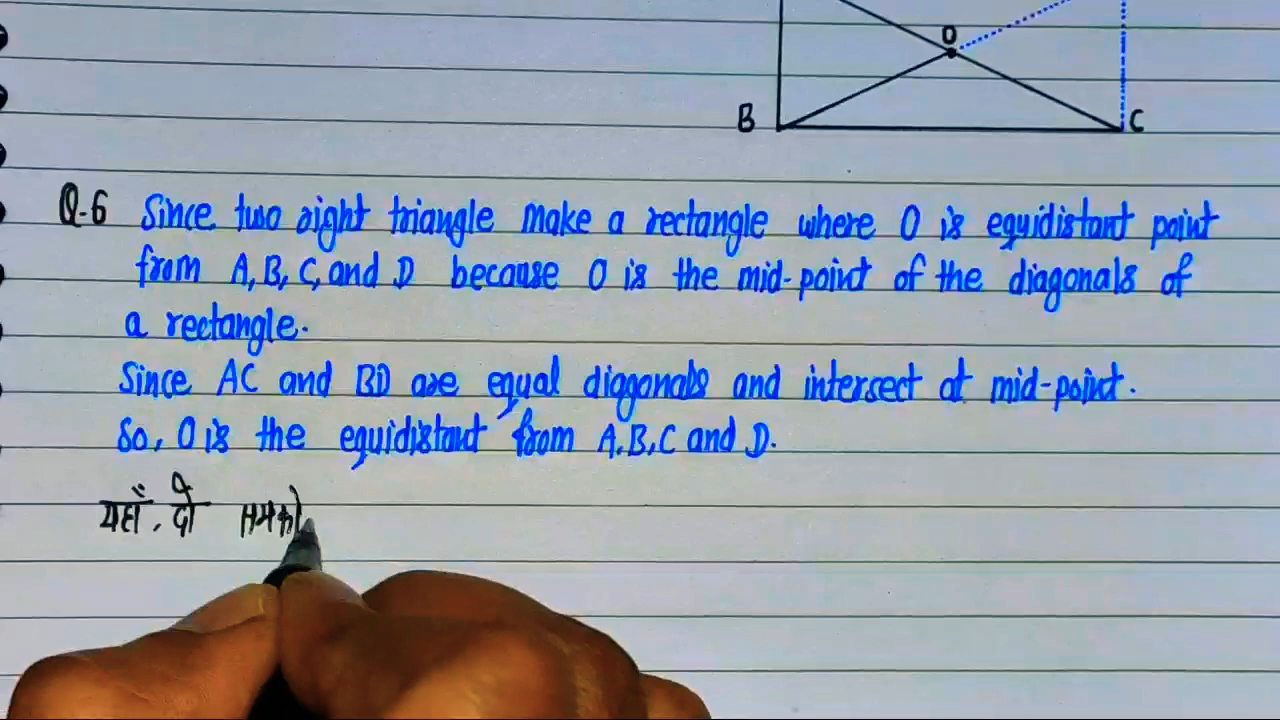 O
B
C
Q-6 Since two right triangle make a rectangle where O is equidistant point
from A, B, C, and D because O is the mid-point of the diagonals of
a rectangle.
Since AC and BD are equal diagonals and intersect at mid-point.
So, O is the equidistant from A, B, C and D.
यहाँ, दो समको